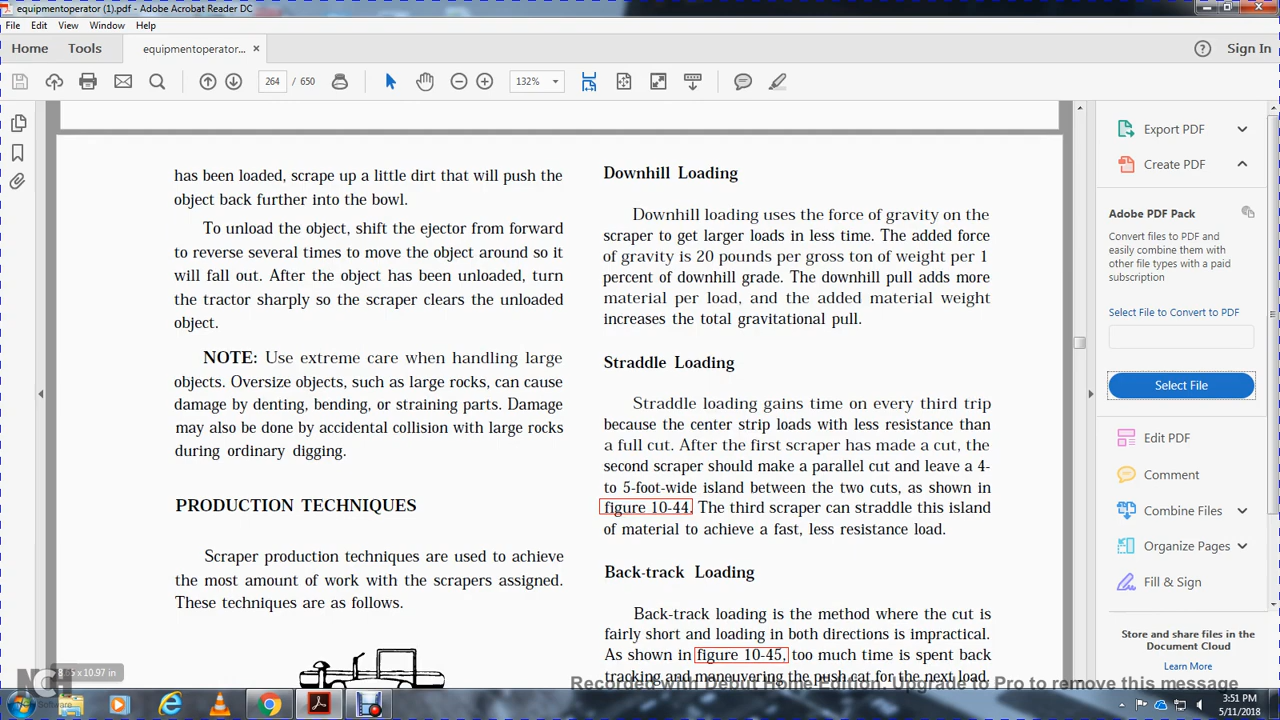 equipmentoperator (1).pdf - Adobe Acrobat Reader DC
File Edit View Window Help
Home Tools equipmentoperator... × Sign In
264 / 650 132%
has been loaded, scrape up a little dirt that will push the
object back further into the bowl.
To unload the object, shift the ejector from forward
to reverse several times to move the object around so it
will fall out. After the object has been unloaded, turn
the tractor sharply so the scraper clears the unloaded
object.
NOTE: Use extreme care when handling large
objects. Oversize objects, such as large rocks, can cause
damage by denting, bending, or straining parts. Damage
may also be done by accidental collision with large rocks
during ordinary digging.
PRODUCTION TECHNIQUES
Scraper production techniques are used to achieve
the most amount of work with the scrapers assigned.
These techniques are as follows.
Downhill Loading
Downhill loading uses the force of gravity on the
scraper to get larger loads in less time. The added force
of gravity is 20 pounds per gross ton of weight per 1
percent of downhill grade. The downhill pull adds more
material per load, and the added material weight
increases the total gravitational pull.
Straddle Loading
Straddle loading gains time on every third trip
because the center strip loads with less resistance than
a full cut. After the first scraper has made a cut, the
second scraper should make a parallel cut and leave a 4-
to 5-foot-wide island between the two cuts, as shown in
figure 10-44. The third scraper can straddle this island
of material to achieve a fast, less resistance load.
Back-track Loading
Back-track loading is the method where the cut is
fairly short and loading in both directions is impractical.
As shown in figure 10-45, too much time is spent back
tracking and maneuvering the push cat for the next load.
Export PDF
Create PDF
Adobe PDF Pack
Convert files to PDF and
easily combine them with
other file types with a paid
subscription
Select File to Convert to PDF
Select File
Edit PDF
Comment
Combine Files
Organize Pages
Fill & Sign
Store and share files in the
Document Cloud
Learn More
x 10.97 in
NCH
Software
Recorded with Debut Home Edition. Upgrade to Pro to remove this message
3:51 PM
5/11/2018